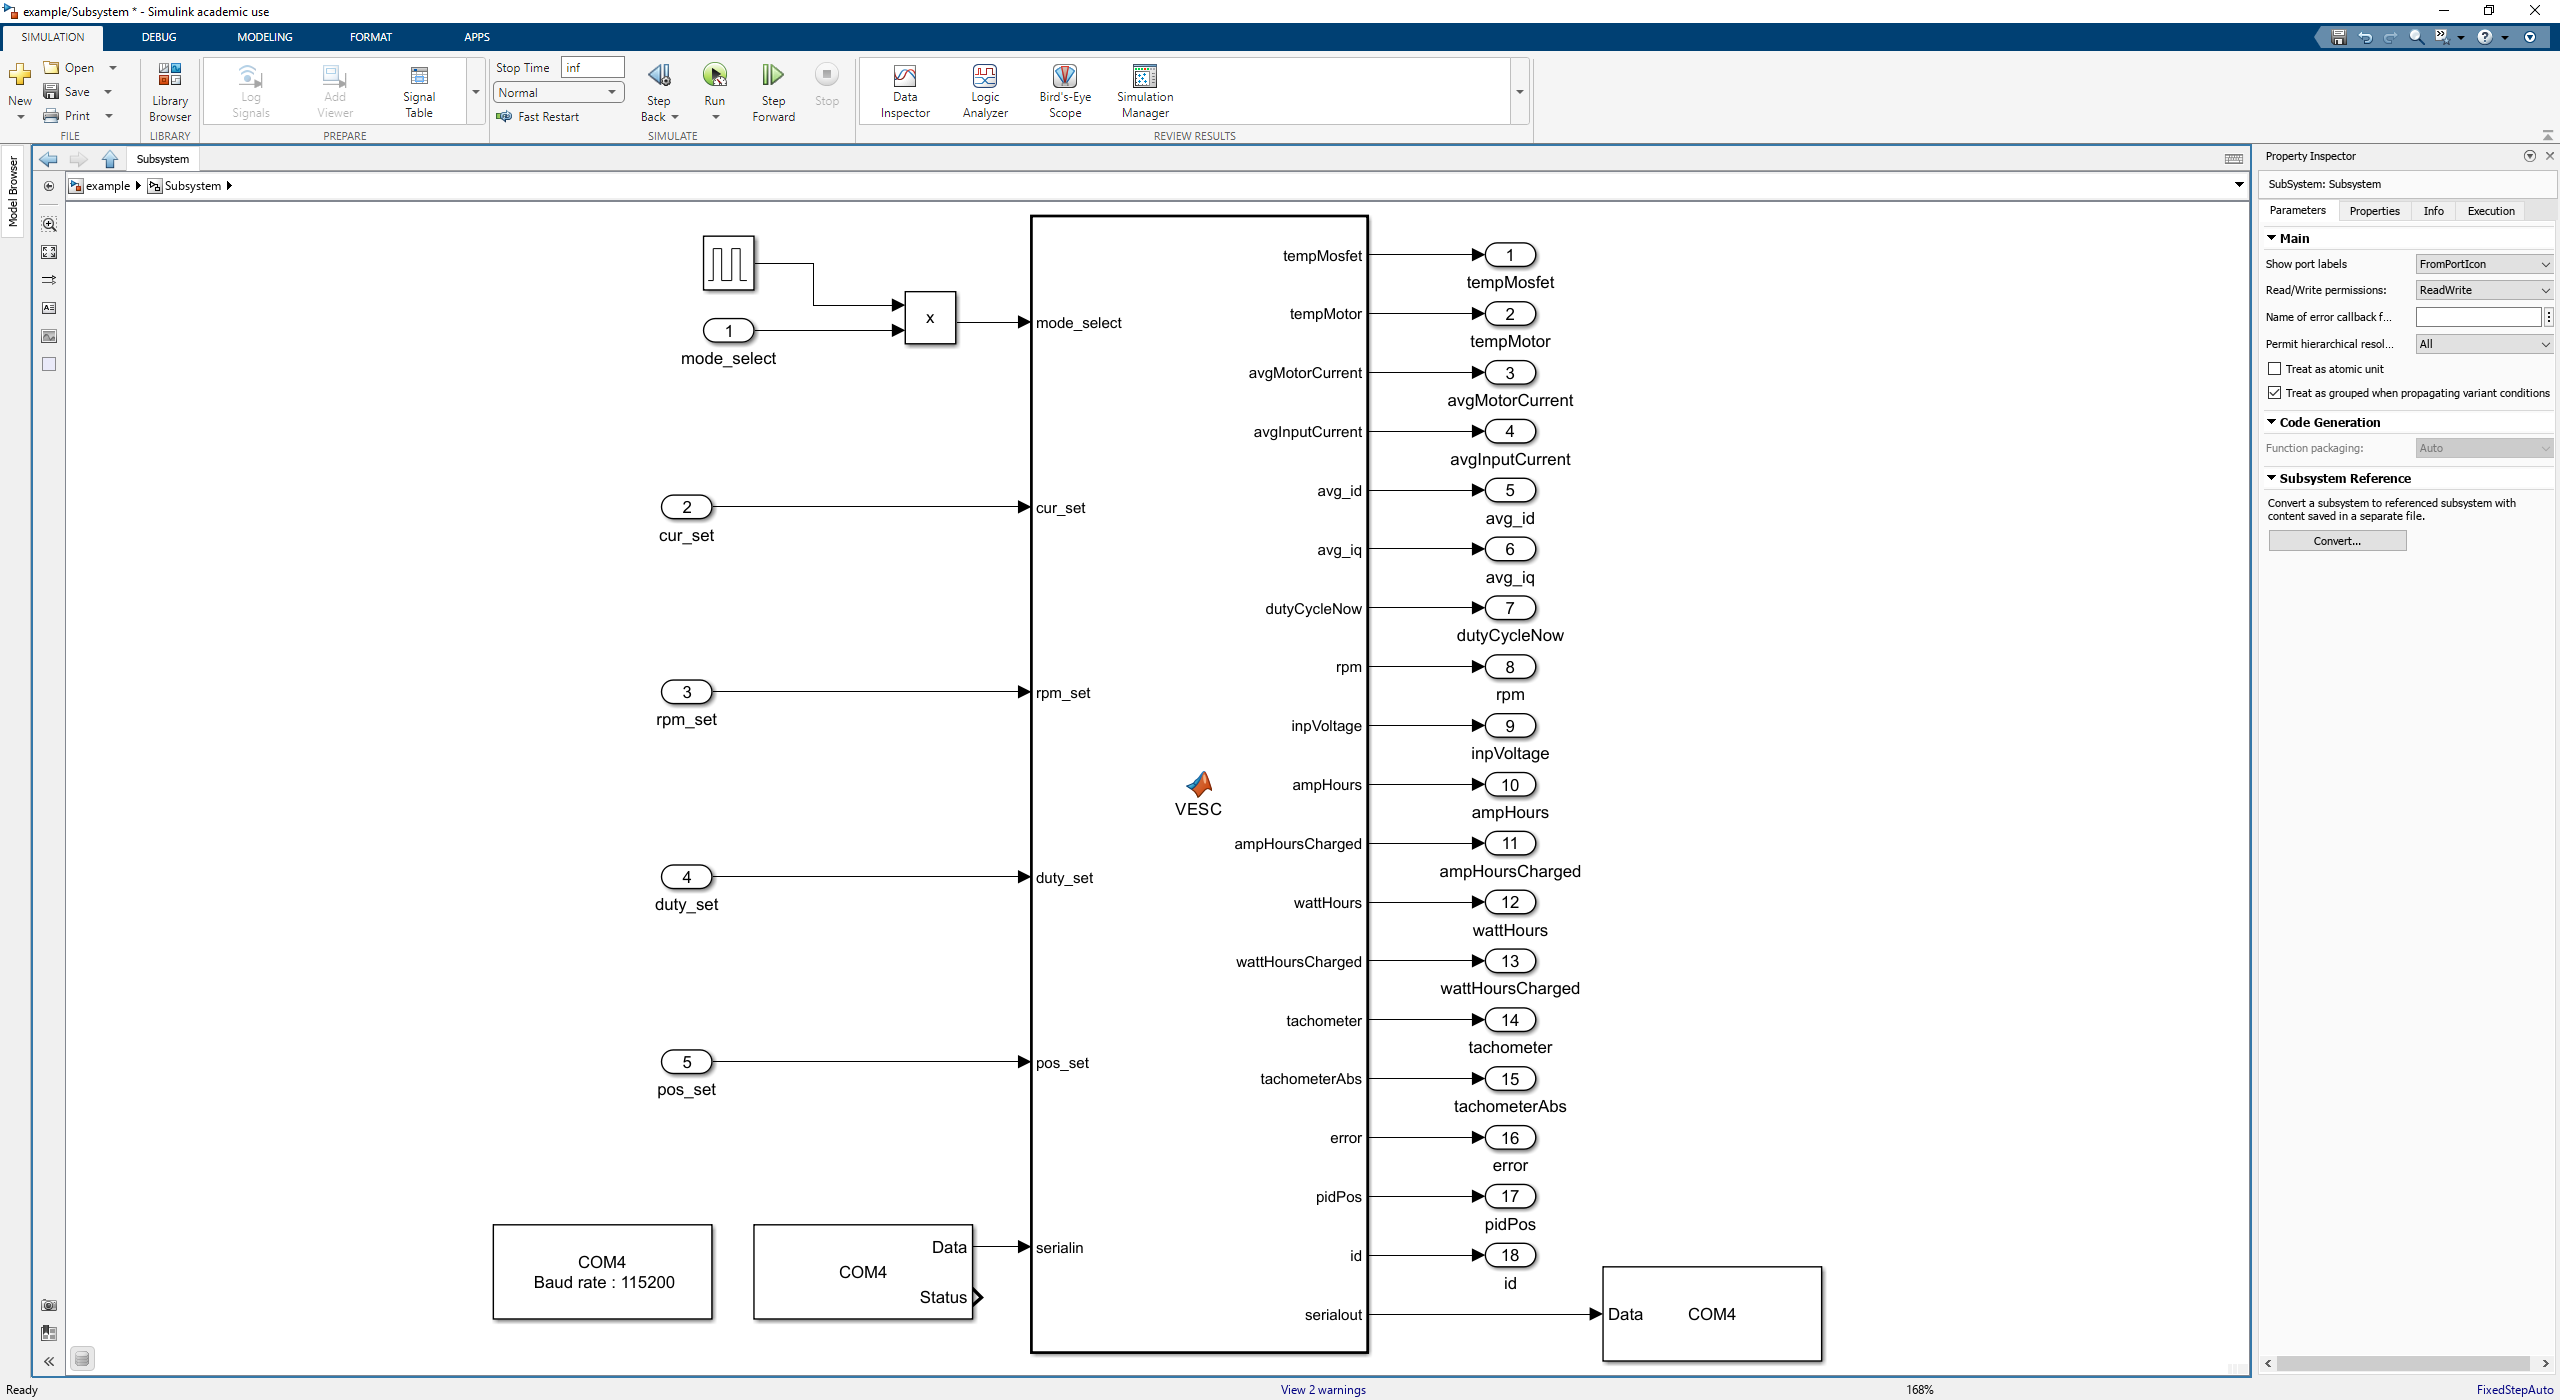 example/Subsystem * - Simulink academic use
SIMULATION DEBUG MODELING FORMAT APPS
New
Open
Save
Print
FILE
Library Browser
LIBRARY
Log Signals
Add Viewer
Signal Table
PREPARE
Stop Time inf
Normal
Fast Restart
Step Back
Run
Step Forward
Stop
SIMULATE
Data Inspector
Logic Analyzer
Bird's-Eye Scope
Simulation Manager
REVIEW RESULTS
Model Browser
Subsystem
example Subsystem
1
mode_select
x
2
cur_set
3
rpm_set
4
duty_set
5
pos_set
COM4
Baud rate : 115200
COM4
Data
Status
mode_select
cur_set
rpm_set
duty_set
pos_set
serialin
VESC
tempMosfet
tempMotor
avgMotorCurrent
avgInputCurrent
avg_id
avg_iq
dutyCycleNow
rpm
inpVoltage
ampHours
ampHoursCharged
wattHours
wattHoursCharged
tachometer
tachometerAbs
error
pidPos
id
serialout
1
tempMosfet
2
tempMotor
3
avgMotorCurrent
4
avgInputCurrent
5
avg_id
6
avg_iq
7
dutyCycleNow
8
rpm
9
inpVoltage
10
ampHours
11
ampHoursCharged
12
wattHours
13
wattHoursCharged
14
tachometer
15
tachometerAbs
16
error
17
pidPos
18
id
Data COM4
Property Inspector
SubSystem: Subsystem
Parameters Properties Info Execution
Main
Show port labels FromPortIcon
Read/Write permissions: ReadWrite
Name of error callback f...
Permit hierarchical resol... All
Treat as atomic unit
Treat as grouped when propagating variant conditions
Code Generation
Function packaging: Auto
Subsystem Reference
Convert a subsystem to referenced subsystem with
content saved in a separate file.
Convert...
Ready View 2 warnings 168% FixedStepAuto